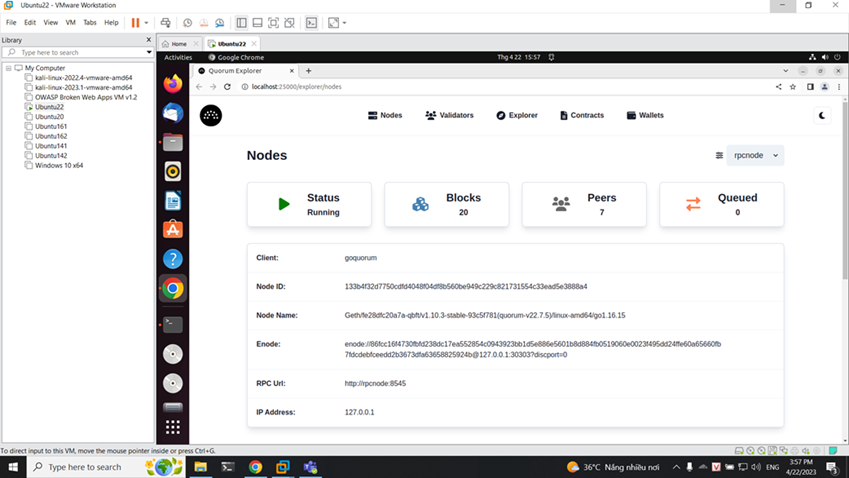 Ubuntu22 - VMware Workstation
File Edit View VM Tabs Help
Library
Type here to search
My Computer
kali-linux-2022.4-vmware-amd64
kali-linux-2023.1-vmware-amd64
OWASP Broken Web Apps VM v1.2
Ubuntu22
Ubuntu20
Ubuntu161
Ubuntu162
Ubuntu141
Ubuntu142
Windows 10 x64
Home Ubuntu22
Activities Google Chrome Thg 4 22 15:57
Quorum Explorer
localhost:25000/explorer/nodes
Nodes Validators Explorer Contracts Wallets
Nodes rpcnode
Status Blocks Peers Queued
Running 20 7 0
Client: goquorum
Node ID: 133b4f32d7750cdfd4048f04df8b560be949c229c821731554c33ead5e3888a4
Node Name: Geth/fe28dfc20a7a-qbft/v1.10.3-stable-93c5f781(quorum-v22.7.5)/linux-amd64/go1.16.15
Enode: enode://86fcc16f4730fbfd238dc17ea552854c0943923bb1d5e886e5601b8d884fb0519060e0023f495dd24ffe60a65660fb
7fdcdebfceedd2b3673dfa63658825924b@127.0.0.1:30303?discport=0
RPC Url: http://rpcnode:8545
IP Address: 127.0.0.1
To direct input to this VM, move the mouse pointer inside or press Ctrl+G.
Type here to search
36°C Nắng nhiều nơi
ENG
3:57 PM
4/22/2023